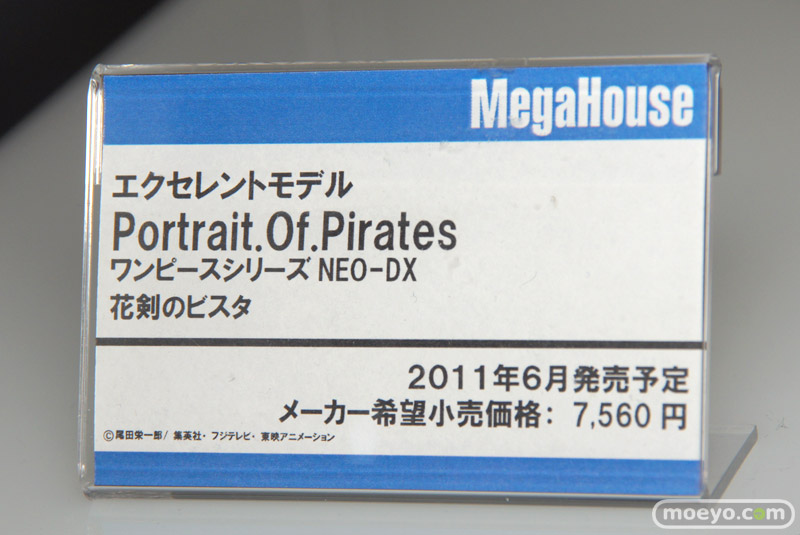 MegaHouse
エクセレントモデル
Portrait.Of.Pirates
ワンピースシリーズ NEO-DX
花剣のビスタ
2011年6月発売予定
メーカー希望小売価格: 7,560 円
©尾田栄一郎/ 集英社・ フジテレビ・ 東映アニメーション
moeyo.com